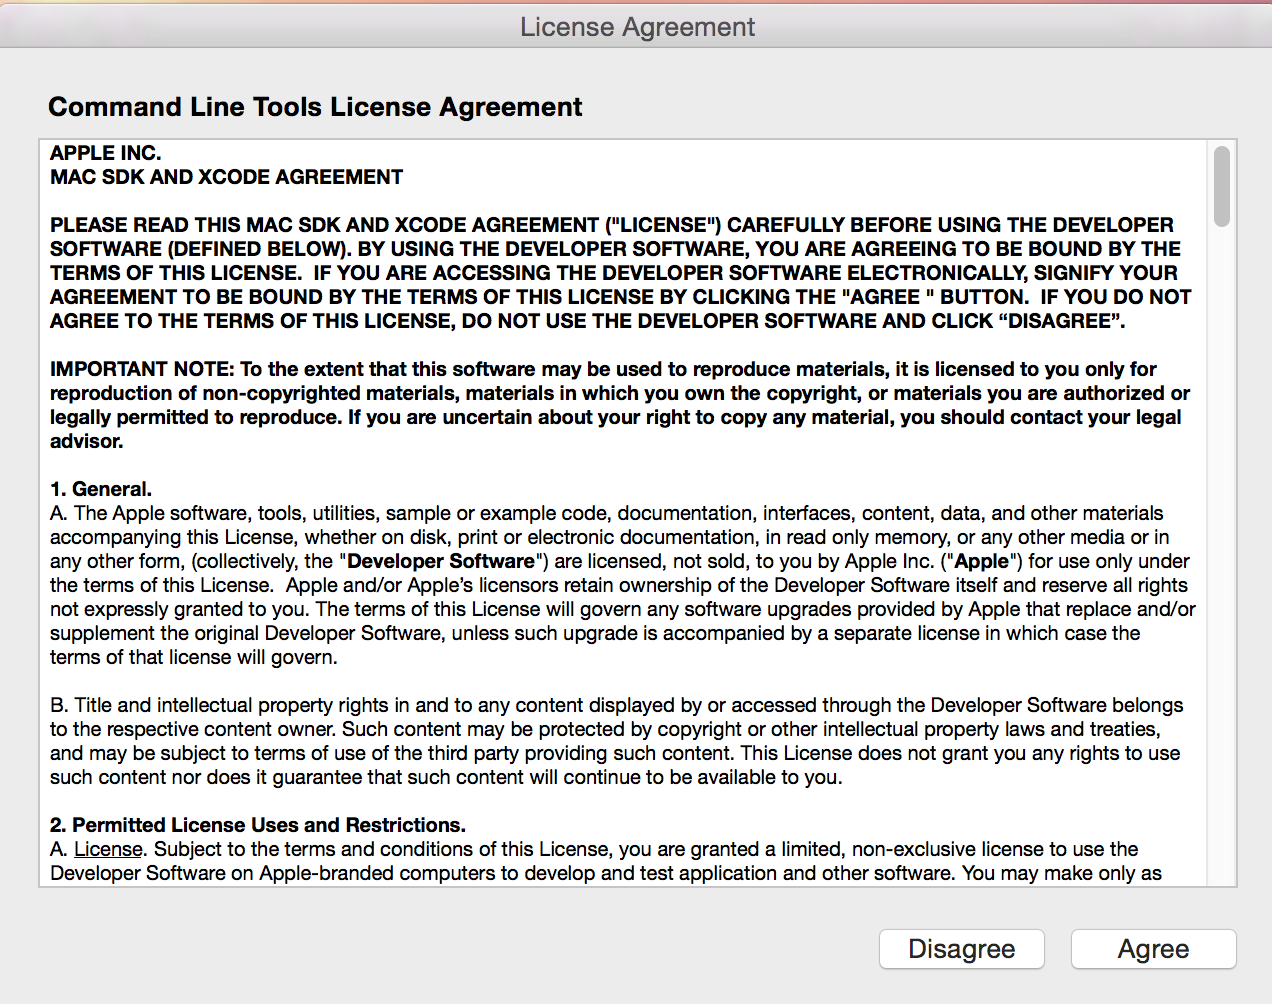 License Agreement
Command Line Tools License Agreement
APPLE INC.
MAC SDK AND XCODE AGREEMENT
PLEASE READ THIS MAC SDK AND XCODE AGREEMENT ("LICENSE") CAREFULLY BEFORE USING THE DEVELOPER
SOFTWARE (DEFINED BELOW). BY USING THE DEVELOPER SOFTWARE, YOU ARE AGREEING TO BE BOUND BY THE
TERMS OF THIS LICENSE.  IF YOU ARE ACCESSING THE DEVELOPER SOFTWARE ELECTRONICALLY, SIGNIFY YOUR
AGREEMENT TO BE BOUND BY THE TERMS OF THIS LICENSE BY CLICKING THE "AGREE " BUTTON.  IF YOU DO NOT
AGREE TO THE TERMS OF THIS LICENSE, DO NOT USE THE DEVELOPER SOFTWARE AND CLICK “DISAGREE”.
IMPORTANT NOTE: To the extent that this software may be used to reproduce materials, it is licensed to you only for
reproduction of non-copyrighted materials, materials in which you own the copyright, or materials you are authorized or
legally permitted to reproduce. If you are uncertain about your right to copy any material, you should contact your legal
advisor.
1. General.
A. The Apple software, tools, utilities, sample or example code, documentation, interfaces, content, data, and other materials
accompanying this License, whether on disk, print or electronic documentation, in read only memory, or any other media or in
any other form, (collectively, the "Developer Software") are licensed, not sold, to you by Apple Inc. ("Apple") for use only under
the terms of this License.  Apple and/or Apple’s licensors retain ownership of the Developer Software itself and reserve all rights
not expressly granted to you. The terms of this License will govern any software upgrades provided by Apple that replace and/or
supplement the original Developer Software, unless such upgrade is accompanied by a separate license in which case the
terms of that license will govern.
B. Title and intellectual property rights in and to any content displayed by or accessed through the Developer Software belongs
to the respective content owner. Such content may be protected by copyright or other intellectual property laws and treaties,
and may be subject to terms of use of the third party providing such content. This License does not grant you any rights to use
such content nor does it guarantee that such content will continue to be available to you.
2. Permitted License Uses and Restrictions.
A. License. Subject to the terms and conditions of this License, you are granted a limited, non-exclusive license to use the
Developer Software on Apple-branded computers to develop and test application and other software. You may make only as
Disagree
Agree